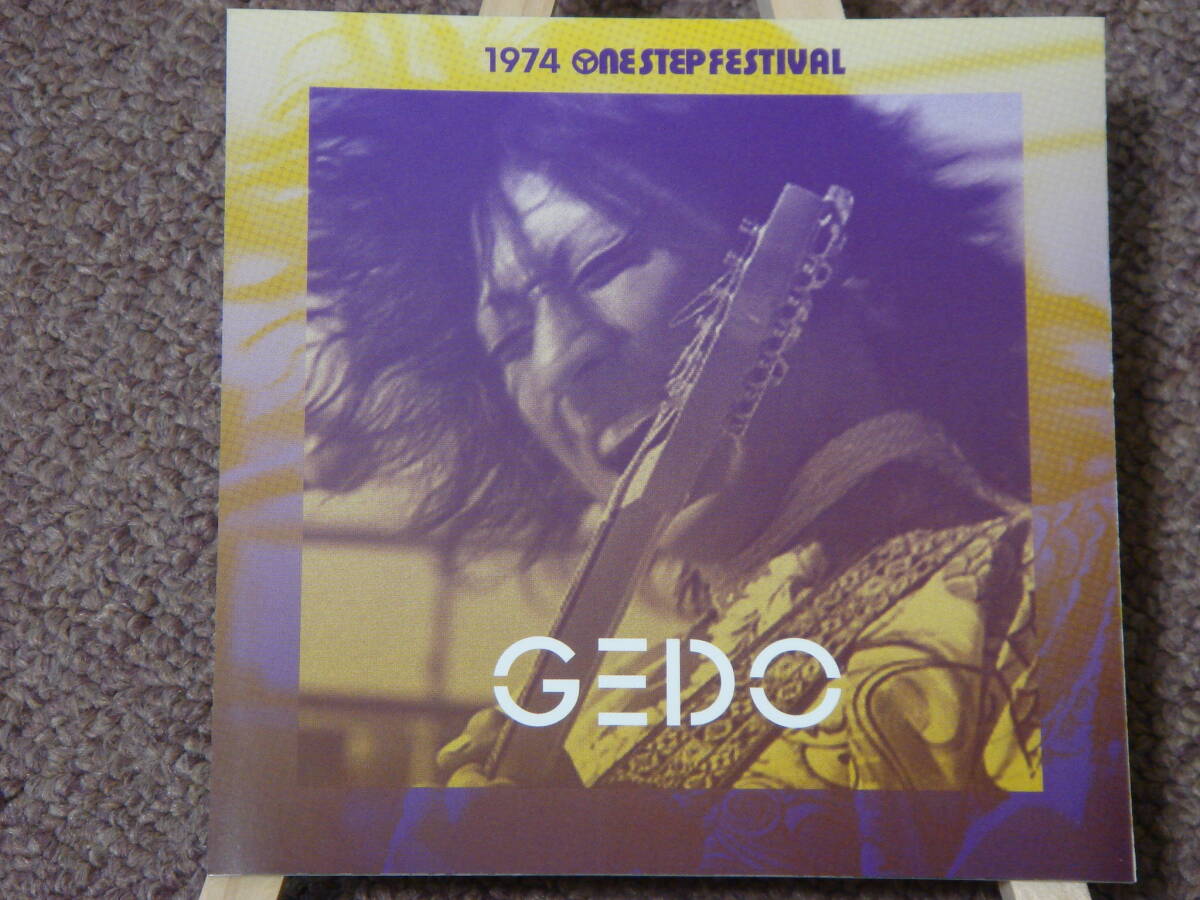 1974 ONE STEP FESTIVAL
GEDO